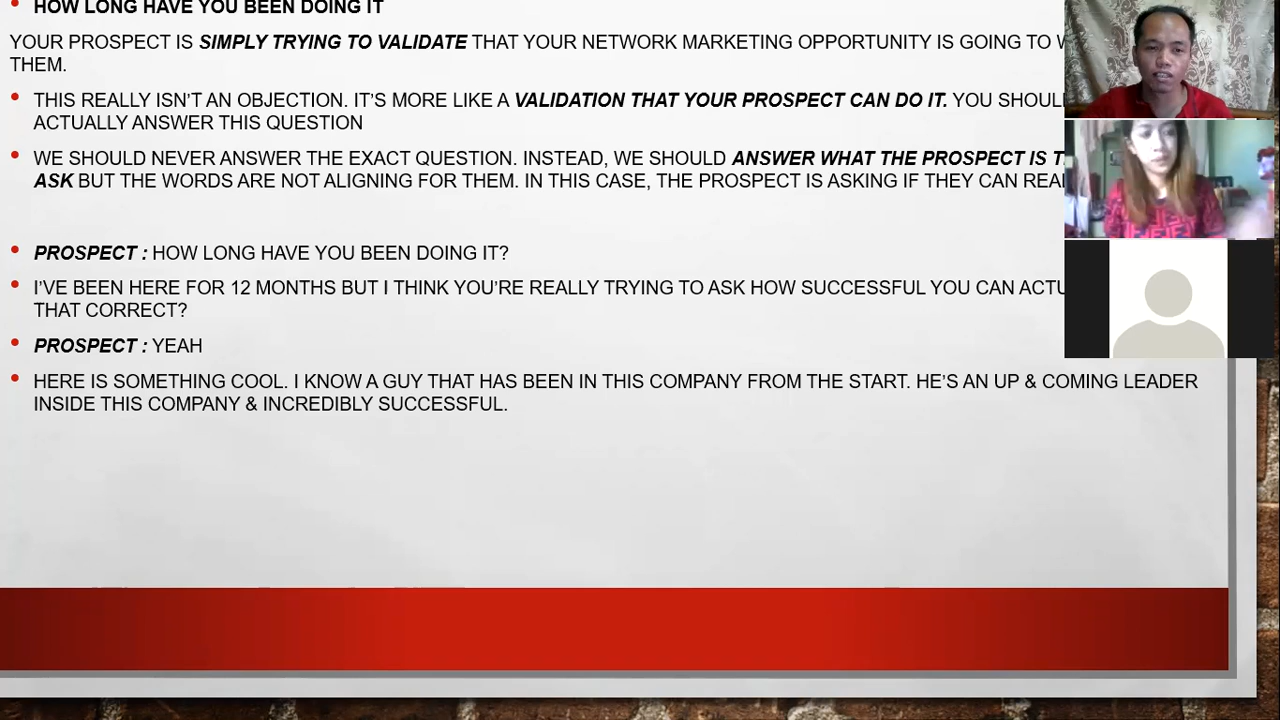 HOW LONG HAVE YOU BEEN DOING IT
YOUR PROSPECT IS SIMPLY TRYING TO VALIDATE THAT YOUR NETWORK MARKETING OPPORTUNITY IS GOING TO
THEM.
THIS REALLY ISN'T AN OBJECTION. IT'S MORE LIKE A VALIDATION THAT YOUR PROSPECT CAN DO IT. YOU
ACTUALLY ANSWER THIS QUESTION
WE SHOULD NEVER ANSWER THE EXACT QUESTION. INSTEAD, WE SHOULD ANSWER WHAT THE PROSPECT IS
ASK BUT THE WORDS ARE NOT ALIGNING FOR THEM. IN THIS CASE, THE PROSPECT IS ASKING IF THEY CAN
PROSPECT : HOW LONG HAVE YOU BEEN DOING IT?
I'VE BEEN HERE FOR 12 MONTHS BUT I THINK YOU'RE REALLY TRYING TO ASK HOW SUCCESSFUL YOU CAN
THAT CORRECT?
PROSPECT : YEAH
HERE IS SOMETHING COOL. I KNOW A GUY THAT HAS BEEN IN THIS COMPANY FROM THE START. HE'S AN UP & COMING LEADER
INSIDE THIS COMPANY & INCREDIBLY SUCCESSFUL.